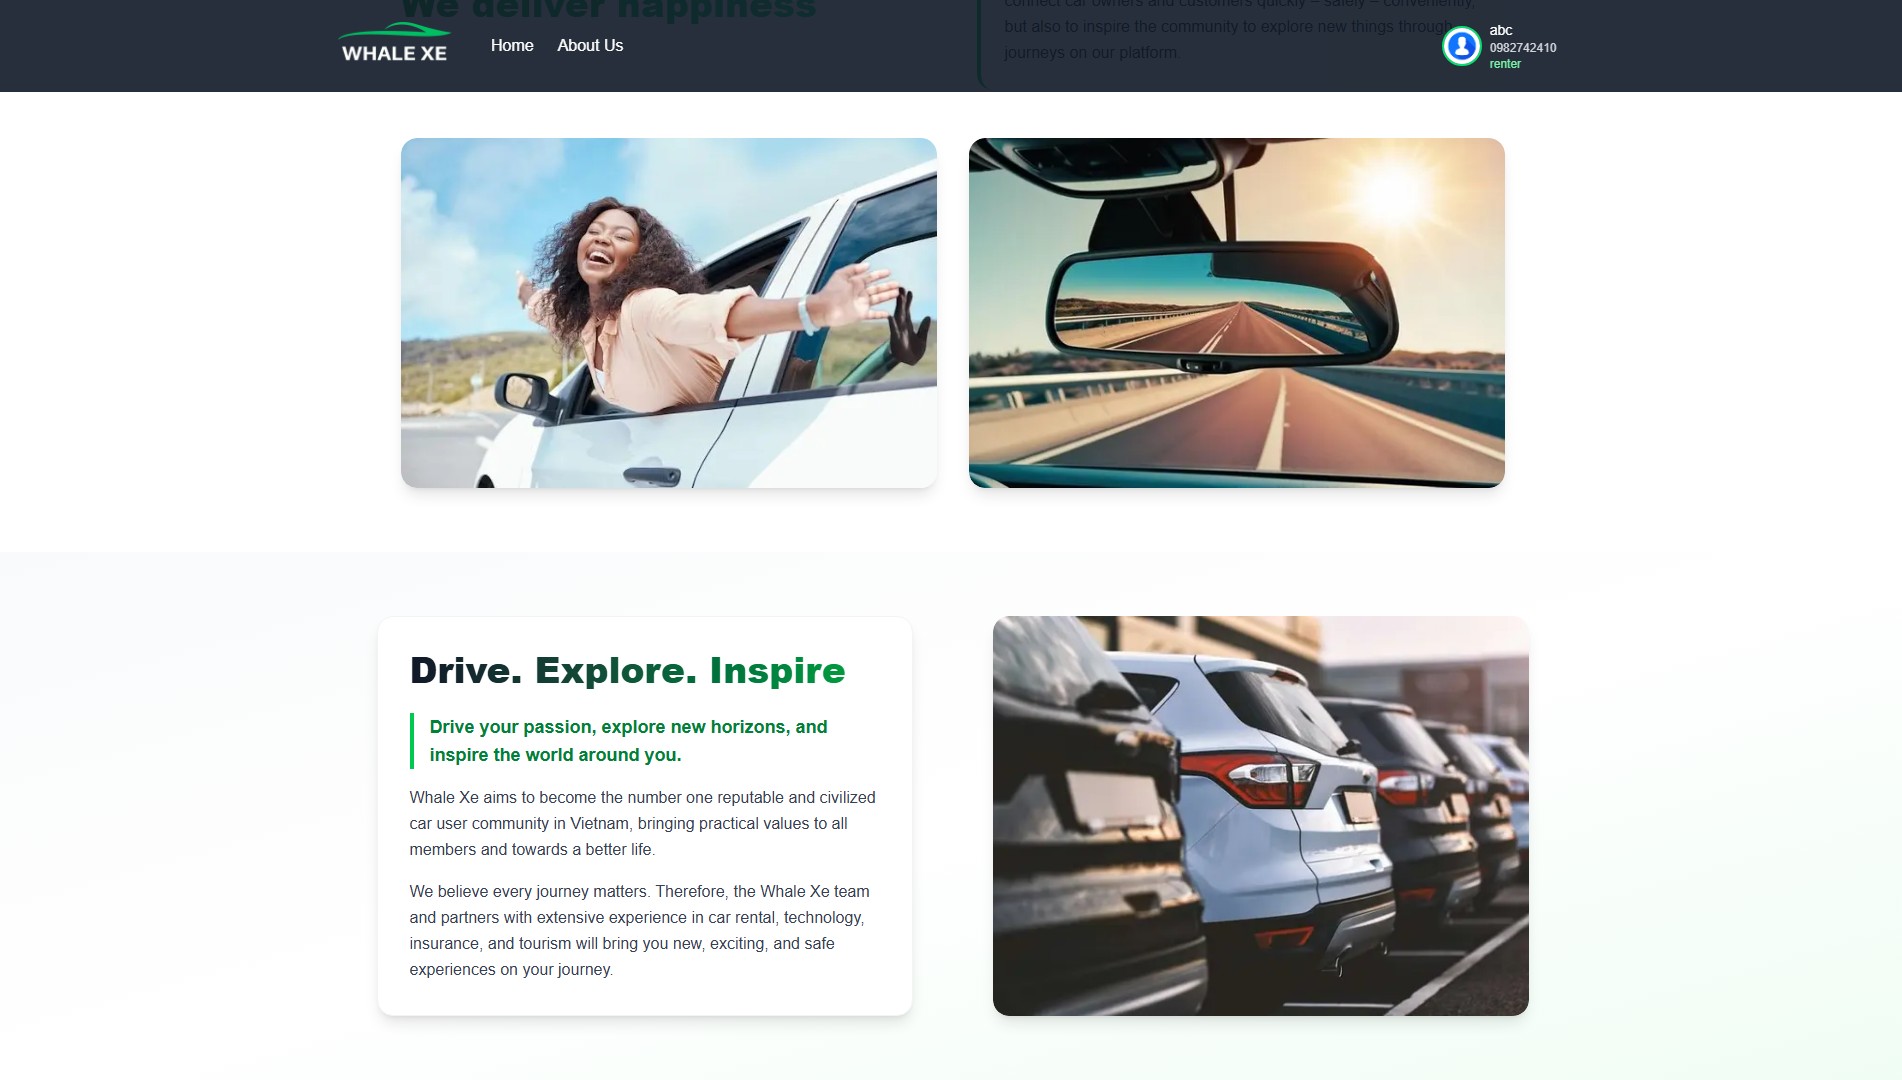 We deliver happiness
connect car owners and customers quickly – safely – conveniently,
but also to inspire the community to explore new things through
journeys on our platform.
WHALE XE
Home
About Us
abc
0982742410
renter
Drive. Explore. Inspire
Drive your passion, explore new horizons, and
inspire the world around you.
Whale Xe aims to become the number one reputable and civilized
car user community in Vietnam, bringing practical values to all
members and towards a better life.
We believe every journey matters. Therefore, the Whale Xe team
and partners with extensive experience in car rental, technology,
insurance, and tourism will bring you new, exciting, and safe
experiences on your journey.